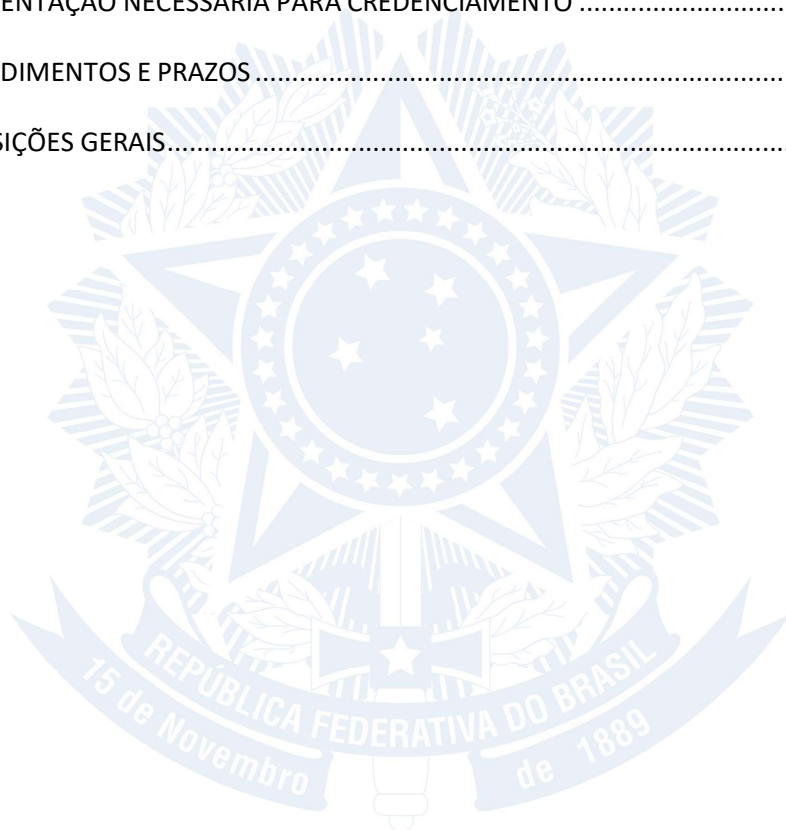 ENTAÇÃO NECESSÁRIA PARA CREDENCIAMENTO ............................
DIMENTOS E PRAZOS ........................................................................
SIÇÕES GERAIS....................................................................................
REPÚBLICA FEDERATIVA DO BRASIL
15 de Novembro de 1889